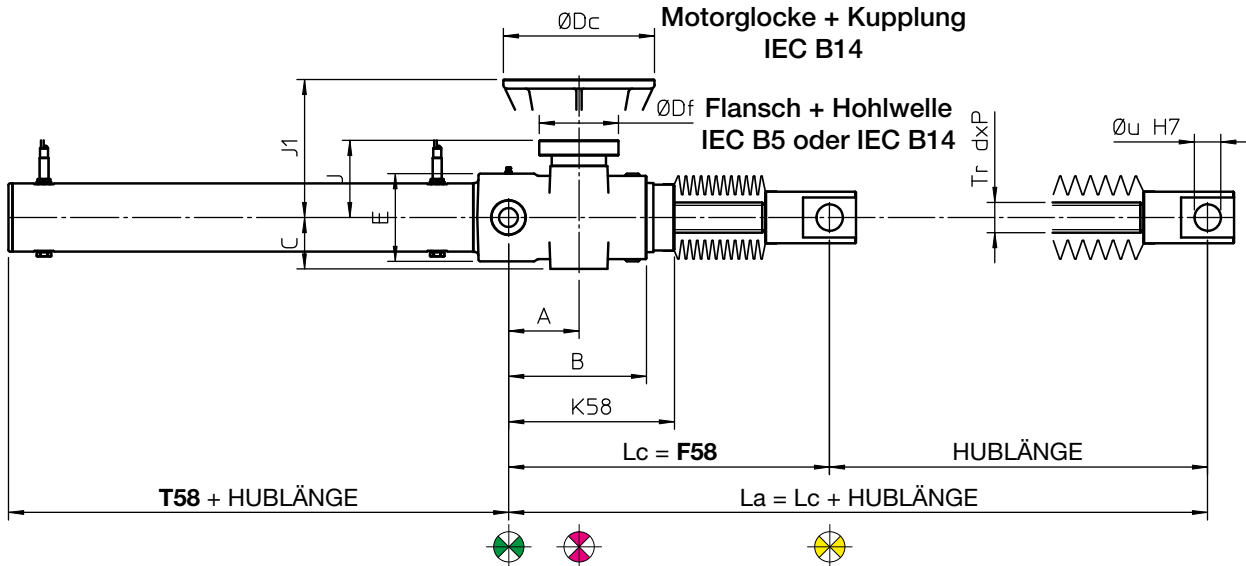 ØDc
Motorglocke + Kupplung
IEC B14
ØDf
Flansch + Hohlwelle
IEC B5 oder IEC B14
J1
J
E
C
Tr dxP
Øu H7
A
B
K58
Lc = F58
HUBLÄNGE
T58 + HUBLÄNGE
La = Lc + HUBLÄNGE